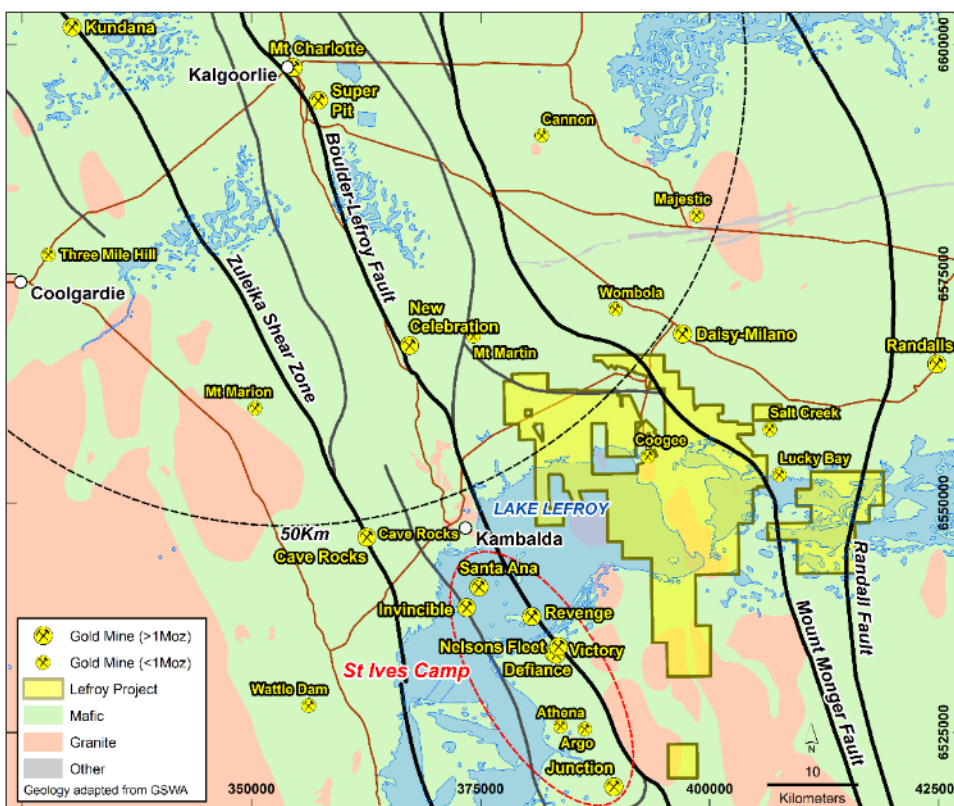 Kundana
Mt Charlotte
Kalgoorlie
Super
Pit
Boulder-Lefroy Fault
Cannon
6600000
Majestic
Three Mile Hill
Coolgardie
Zuleika Shear Zone
6575000
Wombola
New
Celebration
Mt Martin
Daisy-Milano
Randalls
Mt Marion
Salt Creek
Coogee
Lucky Bay
LAKE LEFROY
6550000
50Km
Cave Rocks
Cave Rocks
Kambalda
Santa Ana
Invincible
Revenge
Nelsons Fleet
Victory
Defiance
St Ives Camp
Mount Monger Fault
Randall Fault
Wattle Dam
Athena
Argo
Junction
6525000
Gold Mine (>1Moz)
Gold Mine (<1Moz)
Lefroy Project
Mafic
Granite
Other
Geology adapted from GSWA
N
10
Kilometers
350000
375000
400000
425000